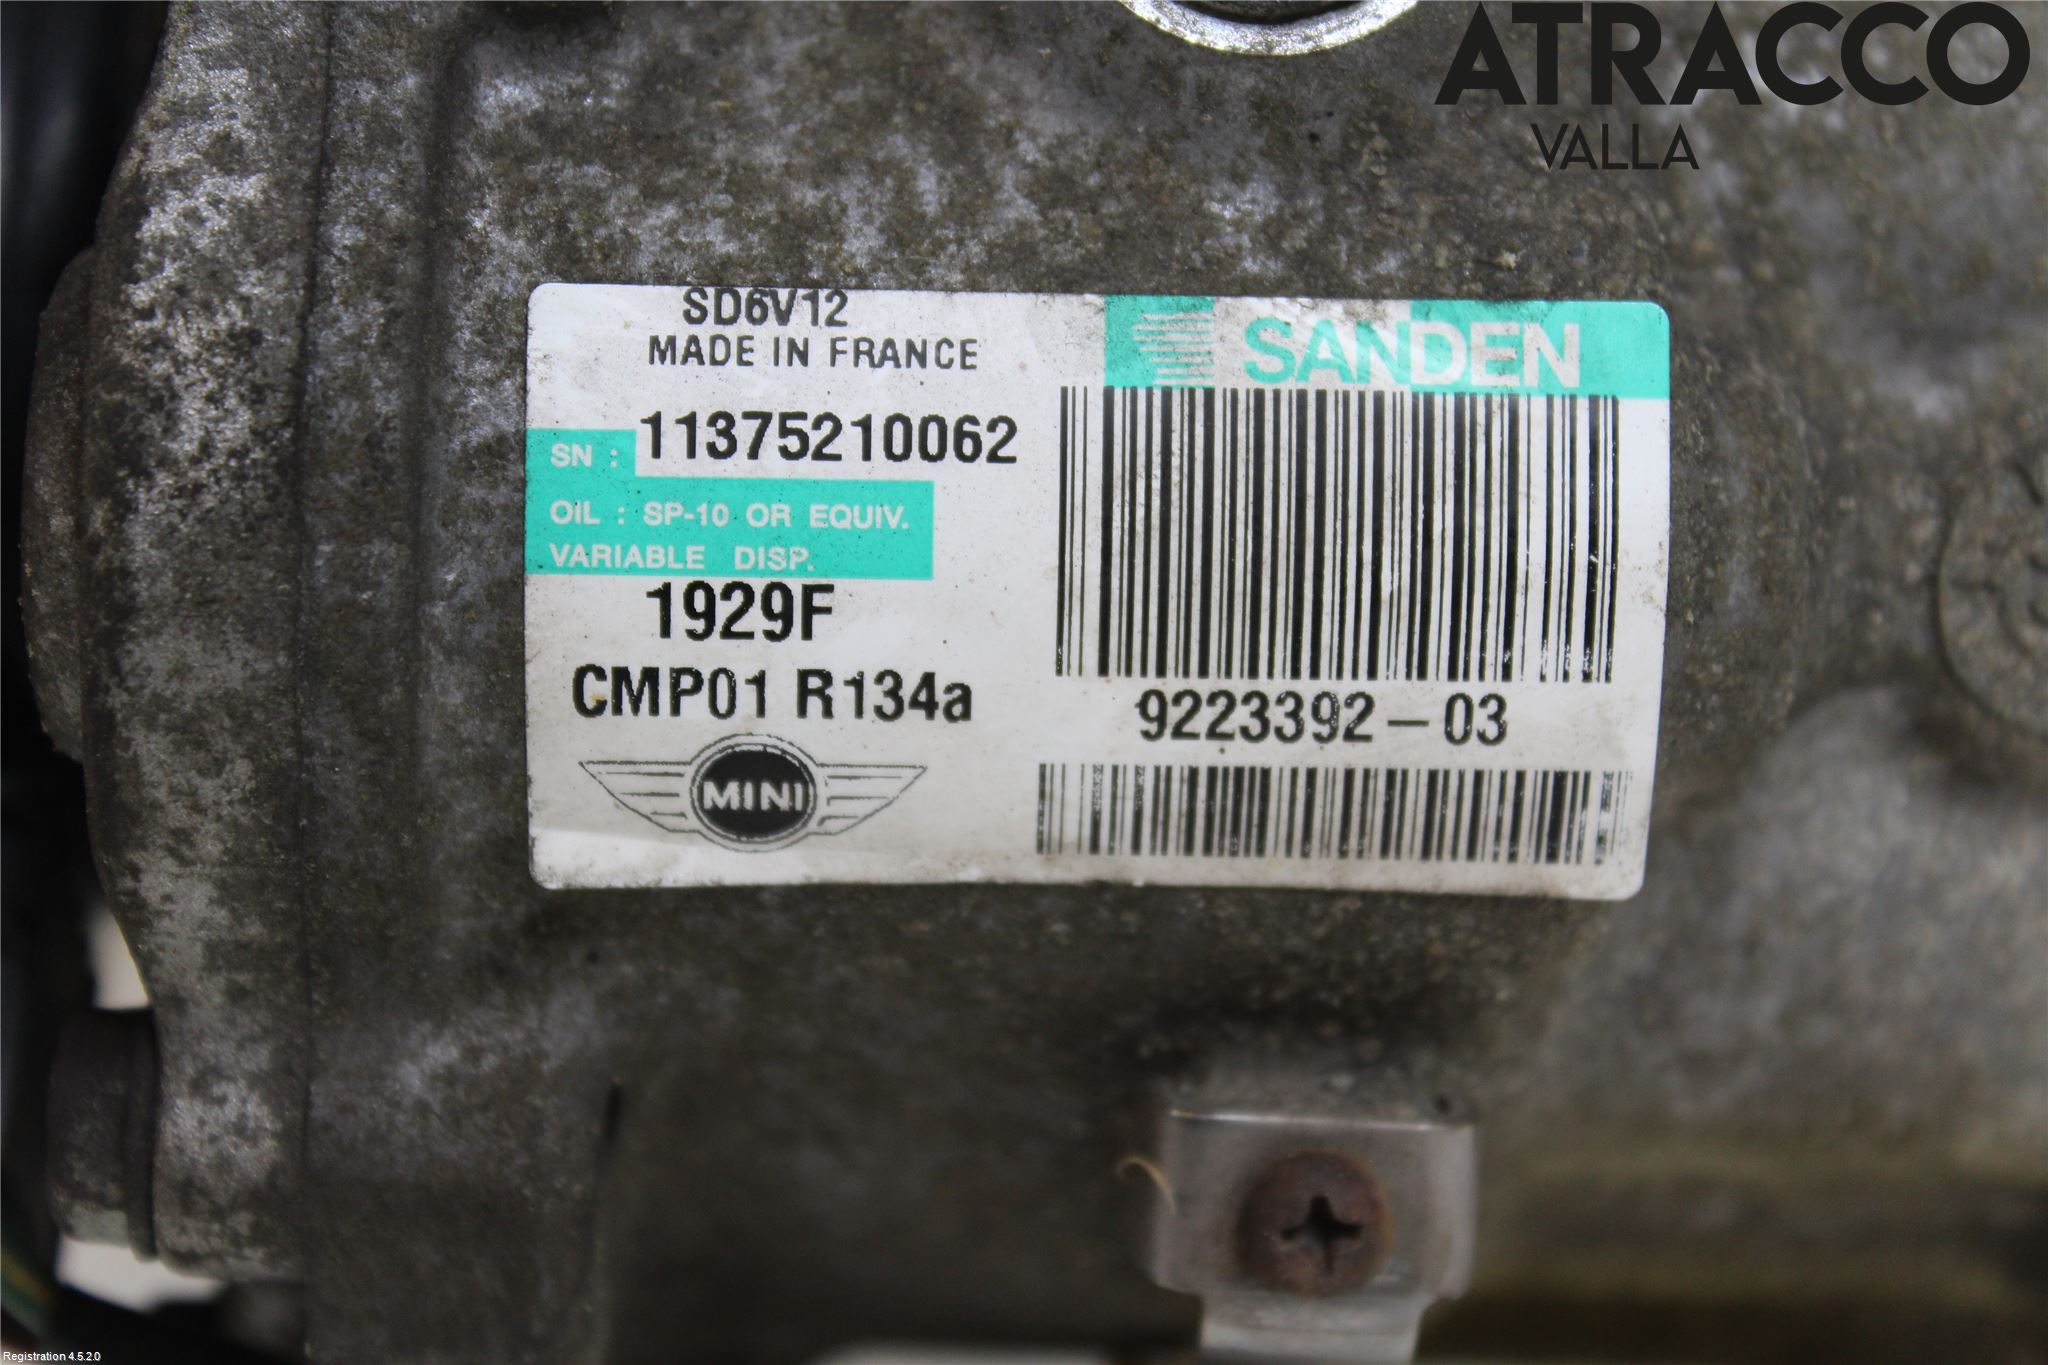 ATRACCO
VALLA
SD6V12
MADE IN FRANCE
SANDEN
SN : 11375210062
OIL : SP-10 OR EQUIV.
VARIABLE DISP.
1929F
CMP01 R134a
9223392-03
MINI
Registration 4.5.2.0